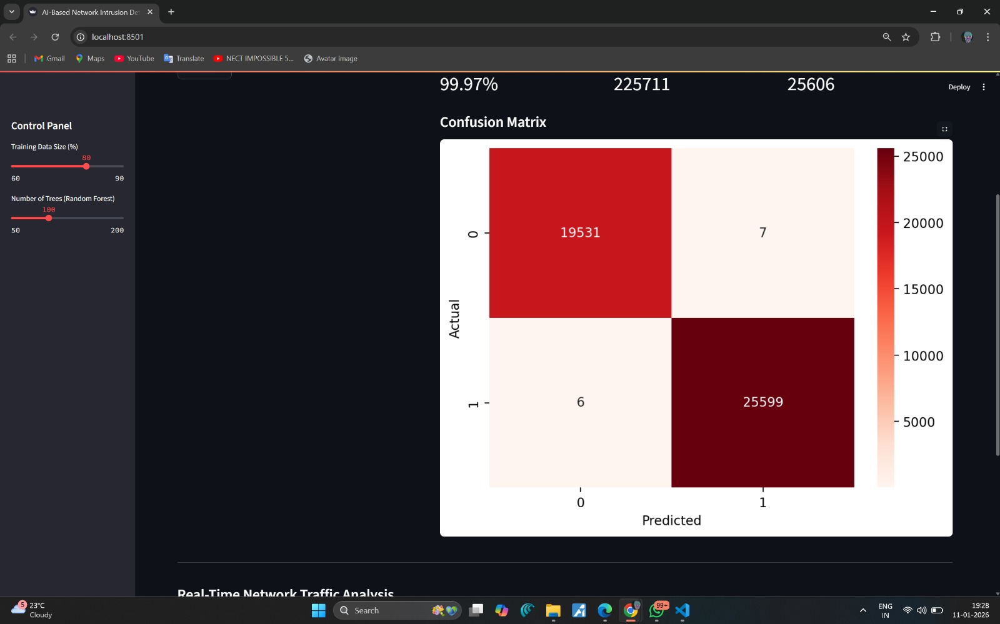 AI-Based Network Intrusion De
localhost:8501
Gmail
Maps
YouTube
Translate
NECT IMPOSSIBLE 5...
Avatar image
99.97%
225711
25606
Deploy
Control Panel
Training Data Size (%)
80
60
90
Number of Trees (Random Forest)
100
50
200
Confusion Matrix
19531
7
6
25599
0
1
Actual
0
1
Predicted
25000
20000
15000
10000
5000
Real-Time Network Traffic Analysis
5
23°C
Cloudy
Search
99+
ENG
IN
19:28
11-01-2026